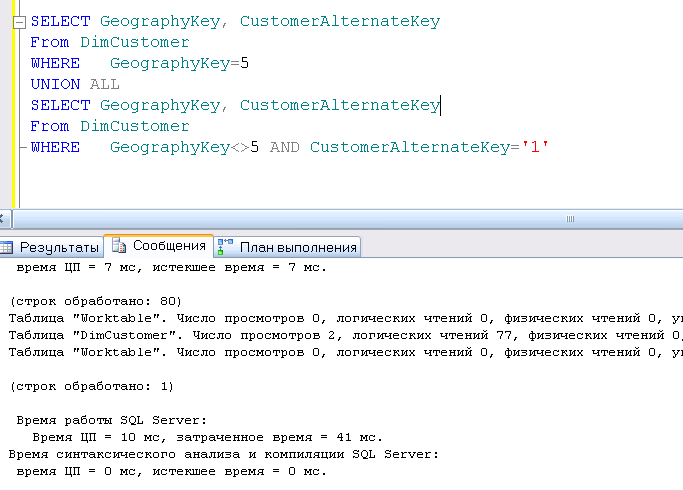 SELECT GeographyKey, CustomerAlternateKey
From DimCustomer
WHERE GeographyKey=5
UNION ALL
SELECT GeographyKey, CustomerAlternateKey
From DimCustomer
WHERE GeographyKey<>5 AND CustomerAlternateKey='1'
Результаты Сообщения План выполнения
время ЦП = 7 мс, истекшее время = 7 мс.
(строк обработано: 80)
Таблица "Worktable". Число просмотров 0, логических чтений 0, физических чтений 0, уп
Таблица "DimCustomer". Число просмотров 2, логических чтений 77, физических чтений 0,
Таблица "Worktable". Число просмотров 0, логических чтений 0, физических чтений 0, уп
(строк обработано: 1)
Время работы SQL Server:
Время ЦП = 10 мс, затраченное время = 41 мс.
Время синтаксического анализа и компиляции SQL Server:
время ЦП = 0 мс, истекшее время = 0 мс.